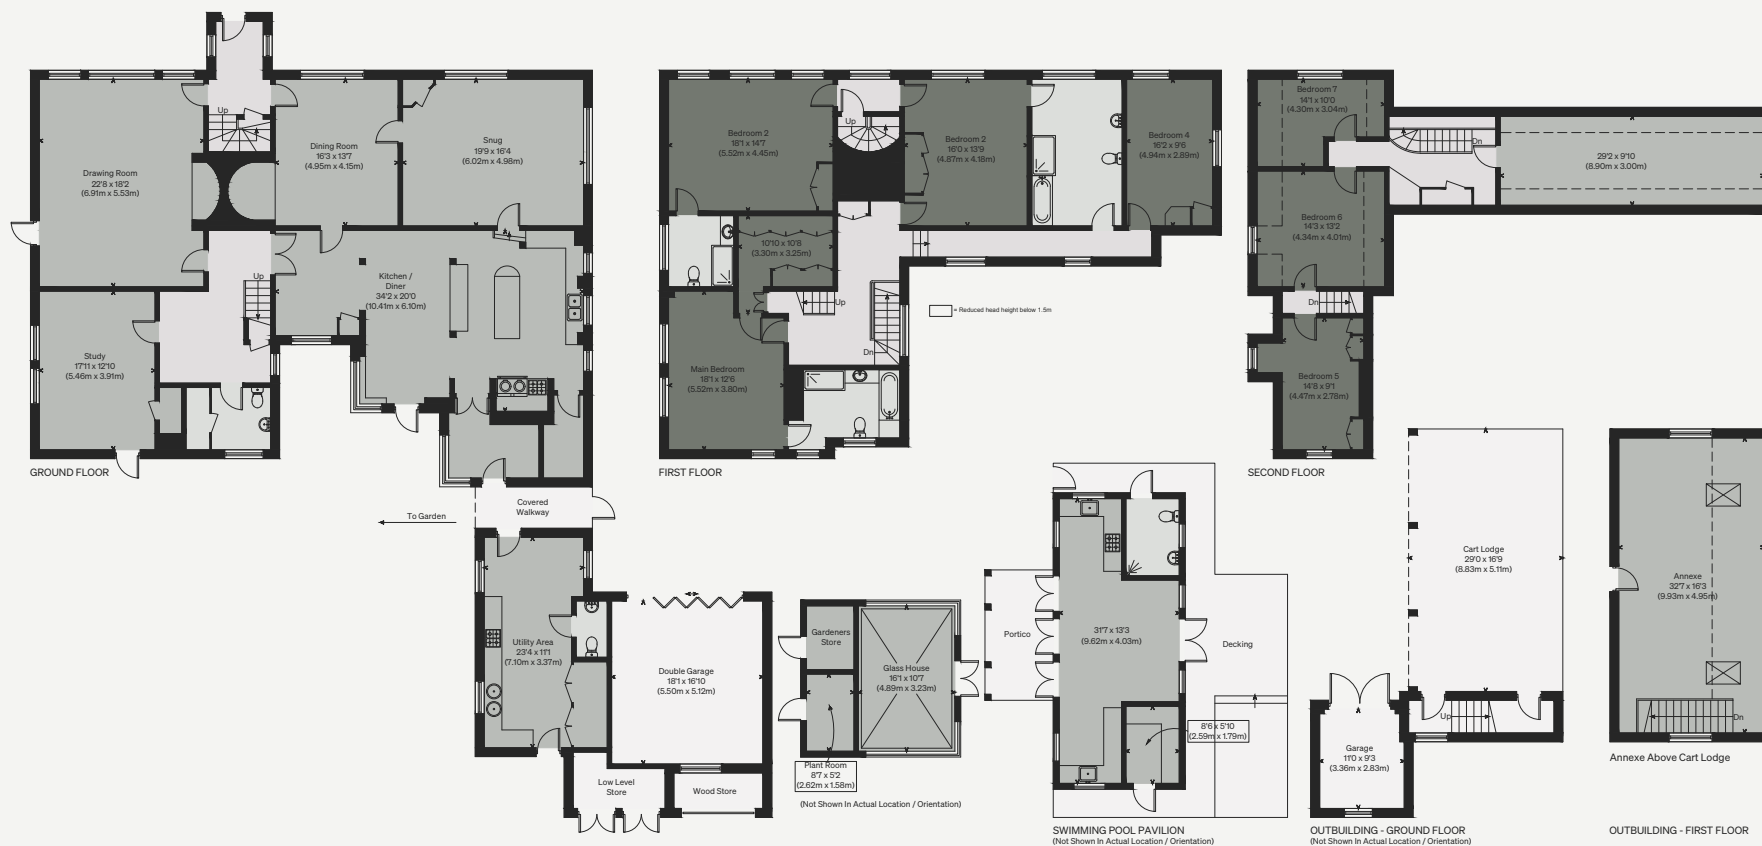 Up
Drawing Room
22'8 x 18'2
(6.91m x 5.53m)
Dining Room
16'3 x 13'7
(4.95m x 4.15m)
Snug
19'9 x 16'4
(6.02m x 4.98m)
Up
Kitchen /
Diner
34'2 x 20'0
(10.41m x 6.10m)
Study
17'11 x 12'10
(5.46m x 3.91m)
GROUND FLOOR
To Garden
Covered
Walkway
Utility Area
23'4 x 11'1
(7.10m x 3.37m)
Double Garage
18'1 x 16'10
(5.50m x 5.12m)
Low Level
Store
Wood Store
Bedroom 2
18'1 x 14'7
(5.52m x 4.45m)
Up
Bedroom 2
16'0 x 13'9
(4.87m x 4.18m)
Bedroom 4
16'2 x 9'6
(4.94m x 2.89m)
10'10 x 10'8
(3.30m x 3.25m)
Up
Dn
Main Bedroom
18'1 x 12'6
(5.52m x 3.80m)
FIRST FLOOR
= Reduced head height below 1.5m
Bedroom 7
14'1 x 10'0
(4.30m x 3.04m)
Dn
29'2 x 9'10
(8.90m x 3.00m)
Bedroom 6
14'3 x 13'2
(4.34m x 4.01m)
Dn
Bedroom 5
14'8 x 9'1
(4.47m x 2.78m)
SECOND FLOOR
Gardeners
Store
Glass House
16'1 x 10'7
(4.89m x 3.23m)
Plant Room
8'7 x 5'2
(2.62m x 1.58m)
(Not Shown In Actual Location / Orientation)
Portico
31'7 x 13'3
(9.62m x 4.03m)
Decking
8'6 x 5'10
(2.59m x 1.79m)
SWIMMING POOL PAVILION
(Not Shown In Actual Location / Orientation)
Cart Lodge
29'0 x 16'9
(8.83m x 5.11m)
Up
Garage
11'0 x 9'3
(3.36m x 2.83m)
OUTBUILDING - GROUND FLOOR
(Not Shown In Actual Location / Orientation)
Annexe
32'7 x 16'3
(9.93m x 4.95m)
Dn
Annexe Above Cart Lodge
OUTBUILDING - FIRST FLOOR